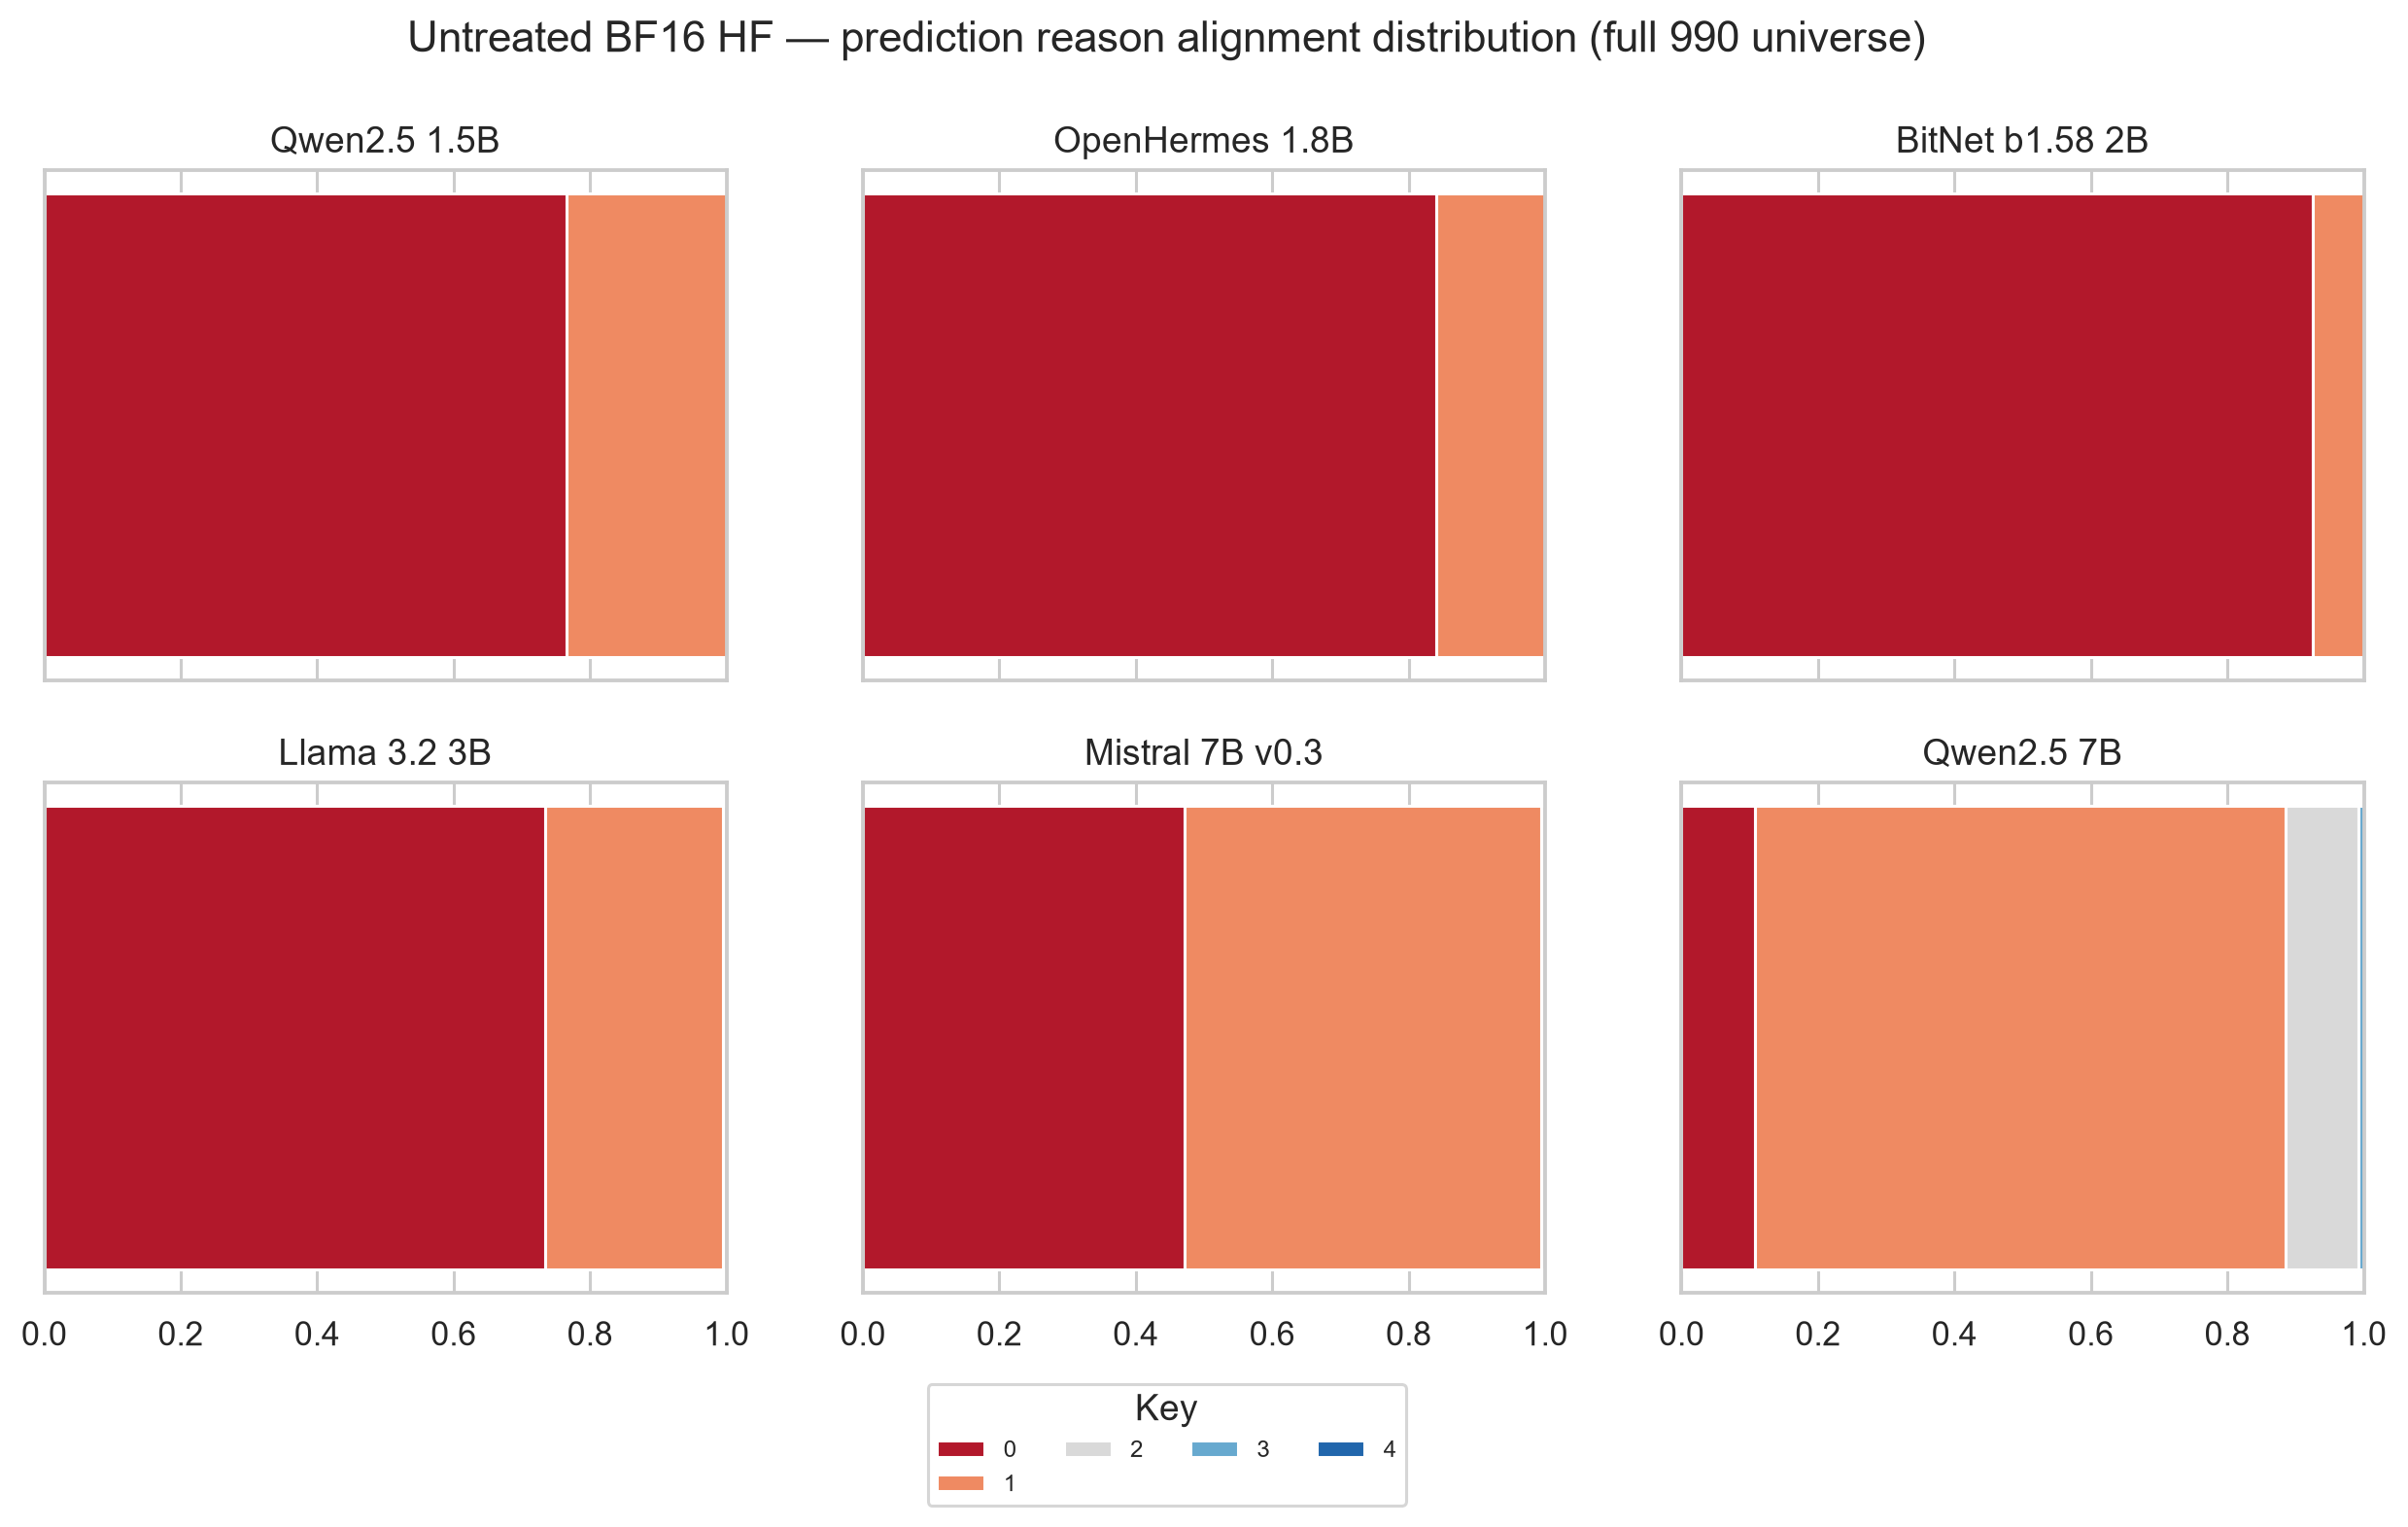 Untreated BF16 HF — prediction reason alignment distribution (full 990 universe)
Qwen2.5 1.5B
OpenHermes 1.8B
BitNet b1.58 2B
Llama 3.2 3B
Mistral 7B v0.3
Qwen2.5 7B
0.0 0.2 0.4 0.6 0.8 1.0
0.0 0.2 0.4 0.6 0.8 1.0
0.0 0.2 0.4 0.6 0.8 1.0
Key
0 2 3 4
1